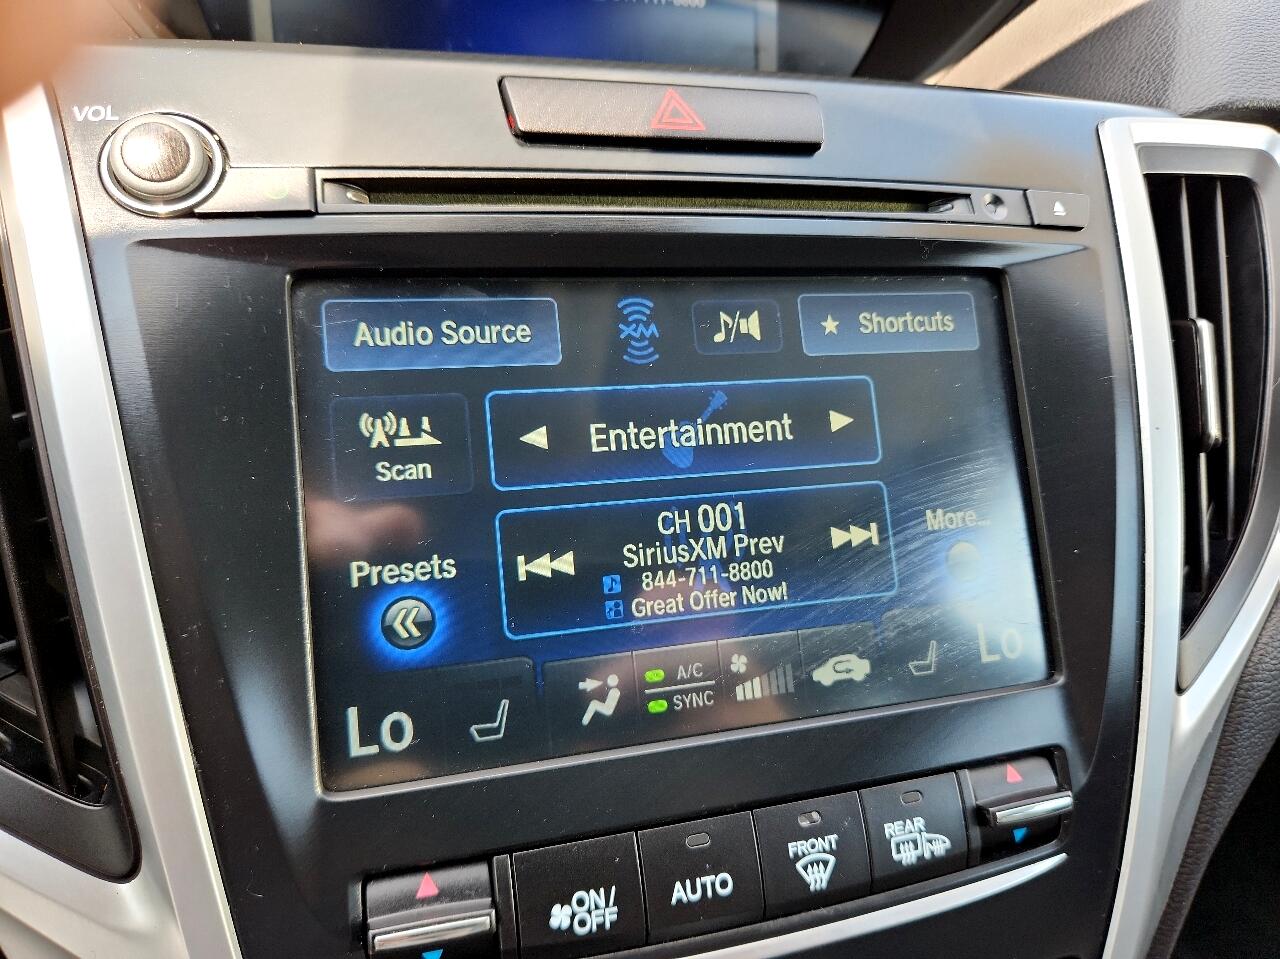 VOL
Audio Source
XM
Shortcuts
Scan
Entertainment
CH 001
SiriusXM Prev
844-711-8800
Great Offer Now!
More...
Presets
A/C
SYNC
Lo
Lo
ON/
OFF
AUTO
FRONT
REAR